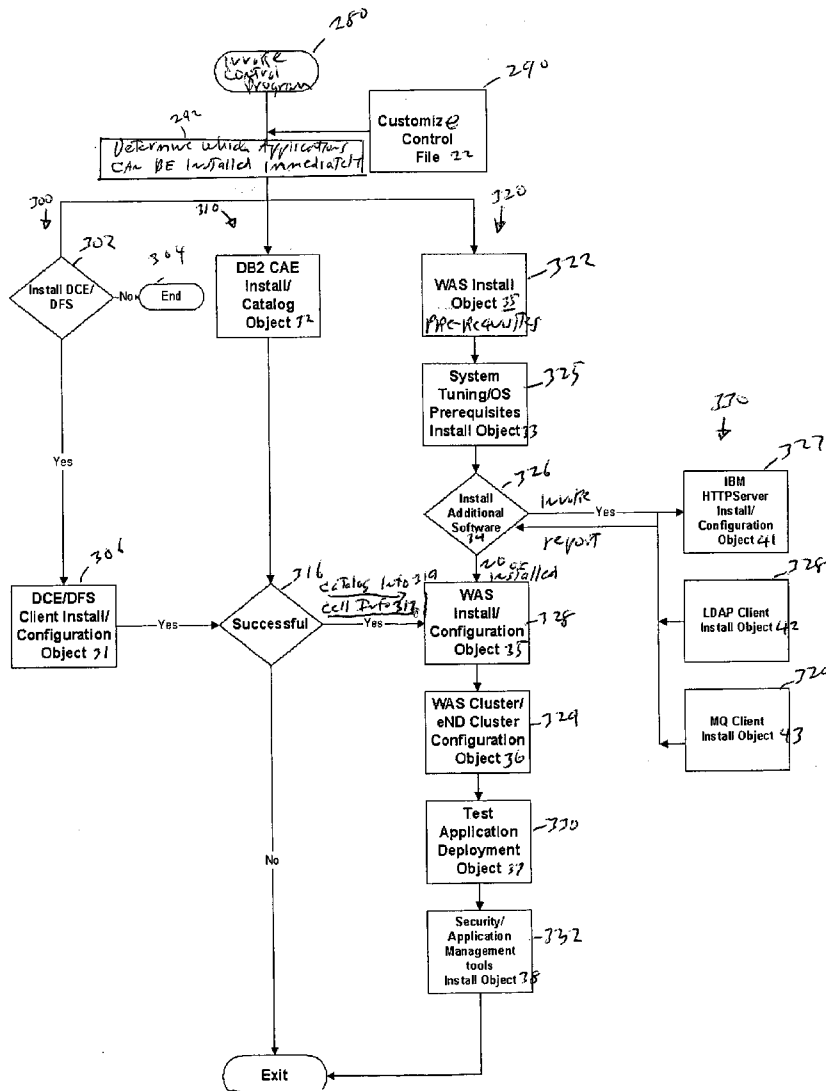 280
Invoke
Control
Program
290
Customize
Control
File 22
292
Determine which Applications
CAN BE Installed Immediately
300
310
320
302
304
322
Install DCE/
DFS
No
End
DB2 CAE
Install/
Catalog
Object 32
WAS Install
Object 35
PRe-Requisites
325
System
Tuning/OS
Prerequisites
Install Object 33
330
Yes
326
Install
Additional
Software
34
Invoke
Yes
report
327
IBM
HTTPServer
Install/
Configuration
Object 41
NO or
installed
306
DCE/DFS
Client Install/
Configuration
Object 31
Yes
316
Successful
Catalog Info 319
Cell Info 317
Yes
WAS
Install/
Configuration
Object 35
328
328
LDAP Client
Install Object 42
WAS Cluster/
eND Cluster
Configuration
Object 36
329
329
MQ Client
Install Object 43
No
Test
Application
Deployment
Object 37
330
Security/
Application
Management
tools
Install Object 38
332
Exit